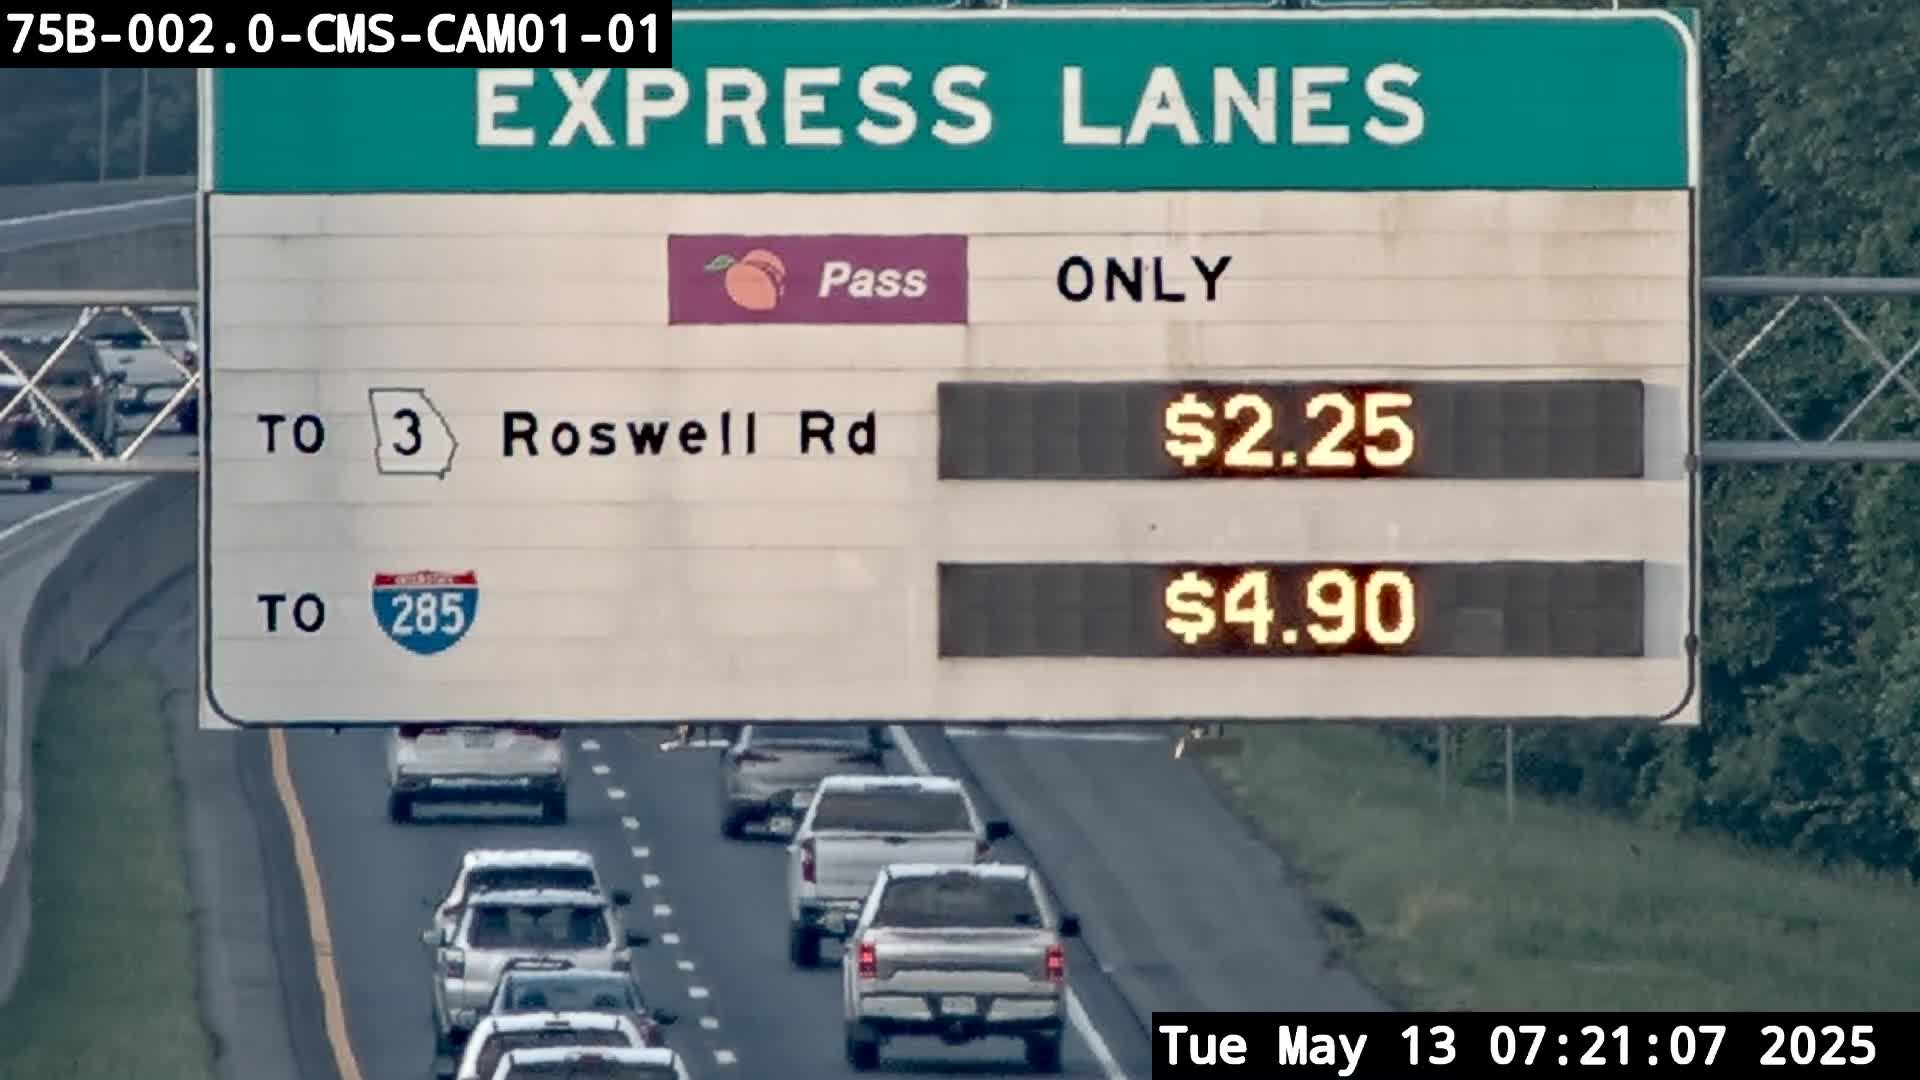 75B-002.0-CMS-CAM01-01
EXPRESS LANES
Pass ONLY
TO 3 Roswell Rd $2.25
TO 285 $4.90
Tue May 13 07:21:07 2025